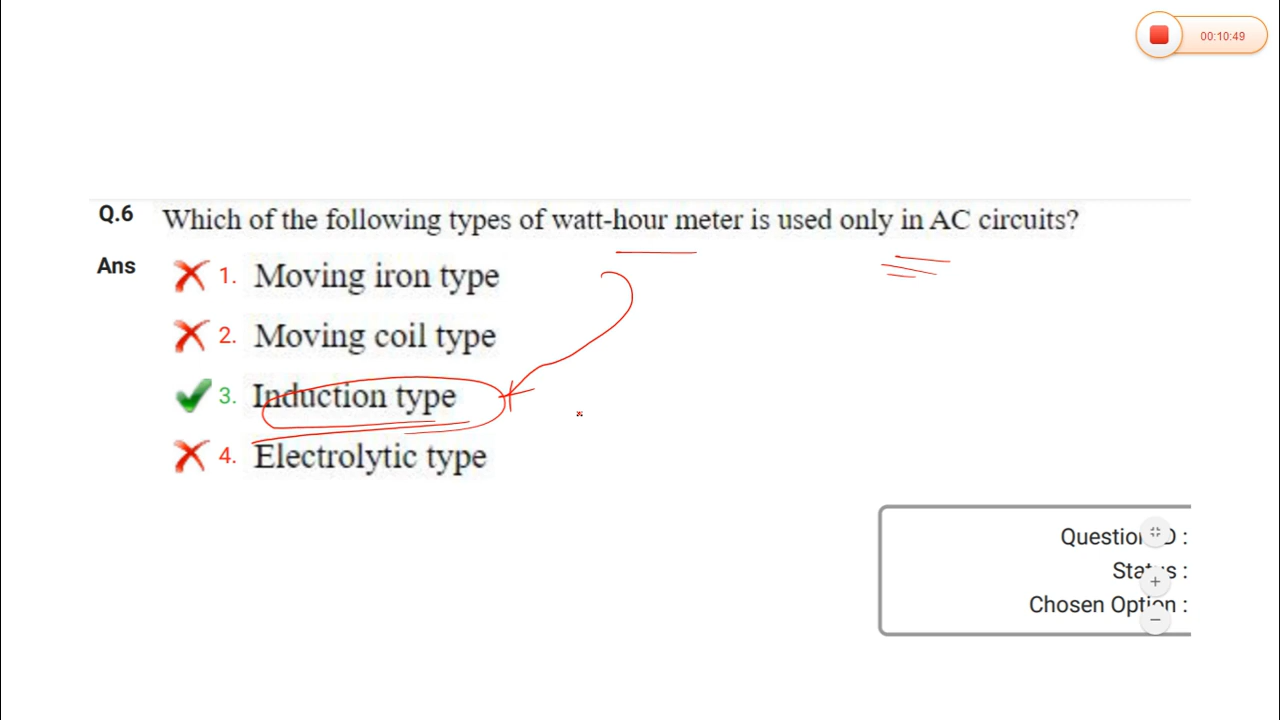 00:10:49
Q.6 Which of the following types of watt-hour meter is used only in AC circuits?
Ans
1. Moving iron type
2. Moving coil type
3. Induction type
4. Electrolytic type
Question D :
Status :
Chosen Option :